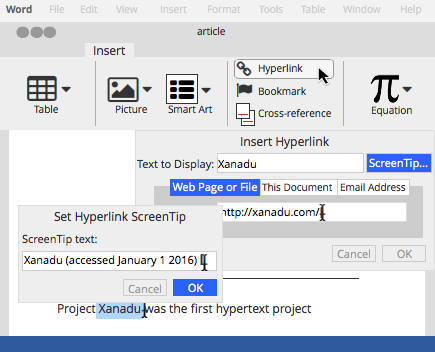 Word File Edit View Insert Format Tools Table Window Help
article
Insert
Hyperlink
Bookmark
Cross-reference
Table Picture Smart Art Equation
Insert Hyperlink
Text to Display: Xanadu ScreenTip...
Web Page or File This Document Email Address
http://xanadu.com/
Cancel OK
Set Hyperlink ScreenTip
ScreenTip text:
Xanadu (accessed January 1 2016)
Cancel OK
Project Xanadu was the first hypertext project